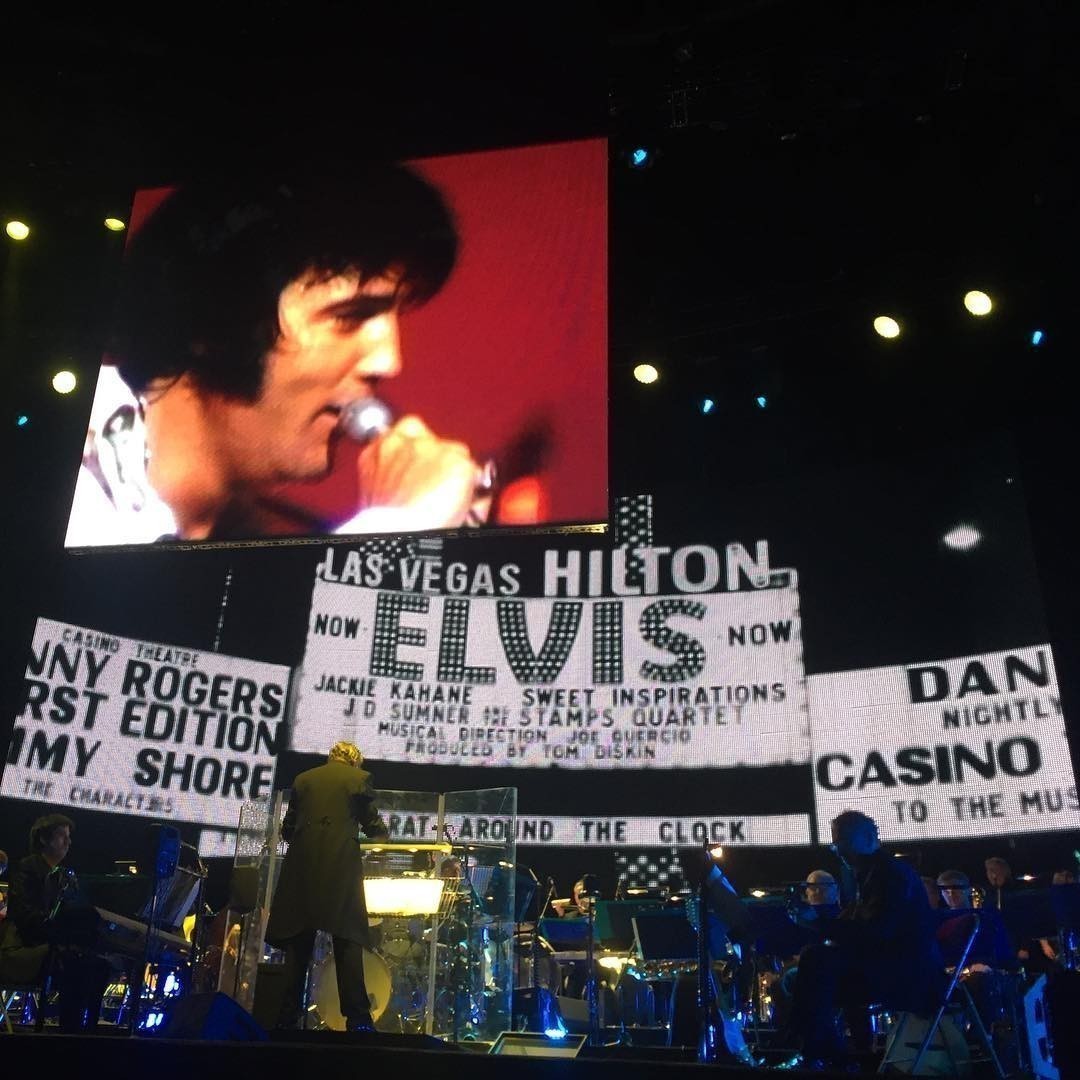 LAS VEGAS HILTON
NOW ELVIS NOW
JACKIE KAHANE SWEET INSPIRATIONS
J D SUMNER AND THE STAMPS QUARTET
MUSICAL DIRECTION JOE GUERCIO
PRODUCED BY TOM DISKIN
CASINO THEATRE
NNY ROGERS
RST EDITION
MMY SHORE
THE CHARACTERS
DAN
NIGHTLY
CASINO
TO THE MUS
ARAT AROUND THE CLOCK